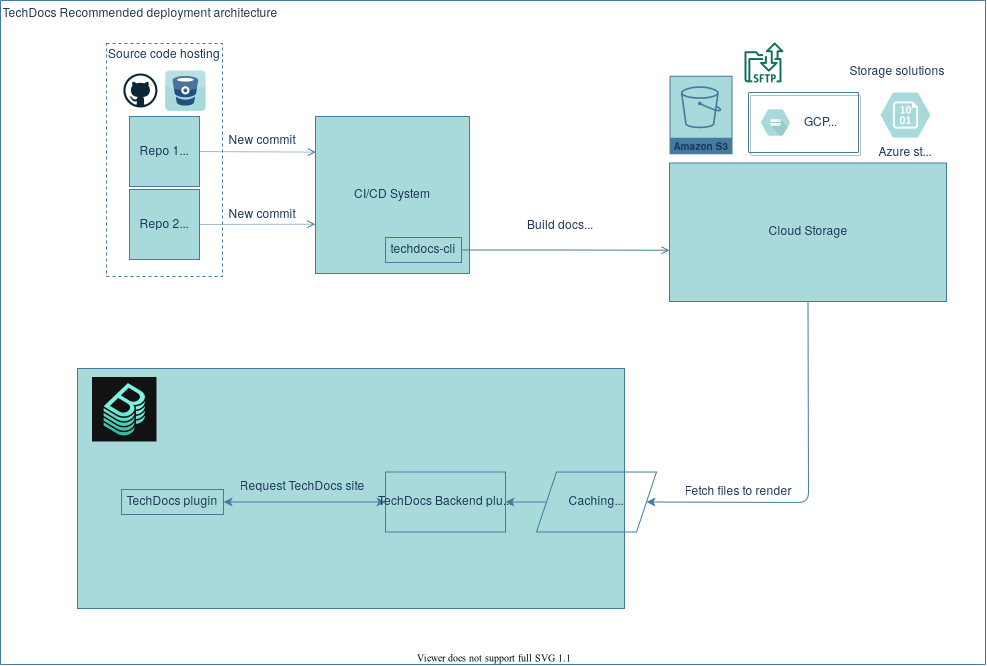 TechDocs Recommended deployment architecture
Source code hosting
SFTP
Storage solutions
10
01
GCP...
Amazon S3
Azure st...
Repo 1...
New commit
CI/CD System
Repo 2...
New commit
Build docs...
Cloud Storage
techdocs-cli
Request TechDocs site
Fetch files to render
TechDocs plugin
TechDocs Backend plu...
Caching...
Viewer does not support full SVG 1.1